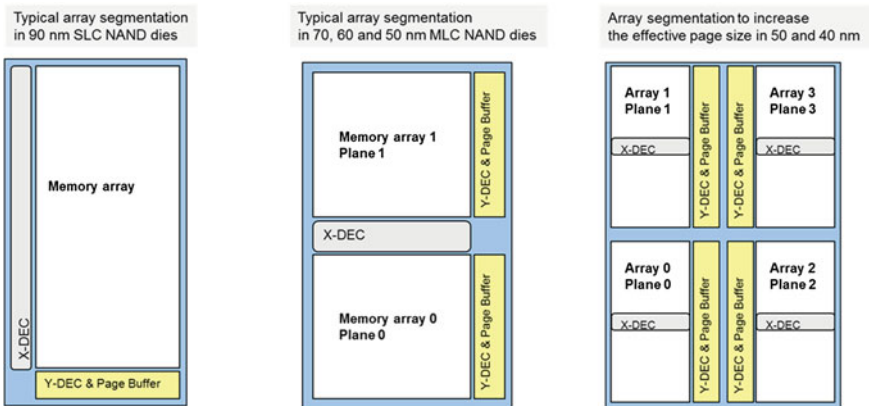 Typical array segmentation
in 90 nm SLC NAND dies
X-DEC
Memory array
Y-DEC & Page Buffer
Typical array segmentation
in 70, 60 and 50 nm MLC NAND dies
Memory array 1
Plane 1
Y-DEC & Page Buffer
X-DEC
Memory array 0
Plane 0
Y-DEC & Page Buffer
Array segmentation to increase
the effective page size in 50 and 40 nm
Array 1
Plane 1
X-DEC
Y-DEC & Page Buffer
Y-DEC & Page Buffer
Array 3
Plane 3
X-DEC
Array 0
Plane 0
X-DEC
Y-DEC & Page Buffer
Y-DEC & Page Buffer
Array 2
Plane 2
X-DEC